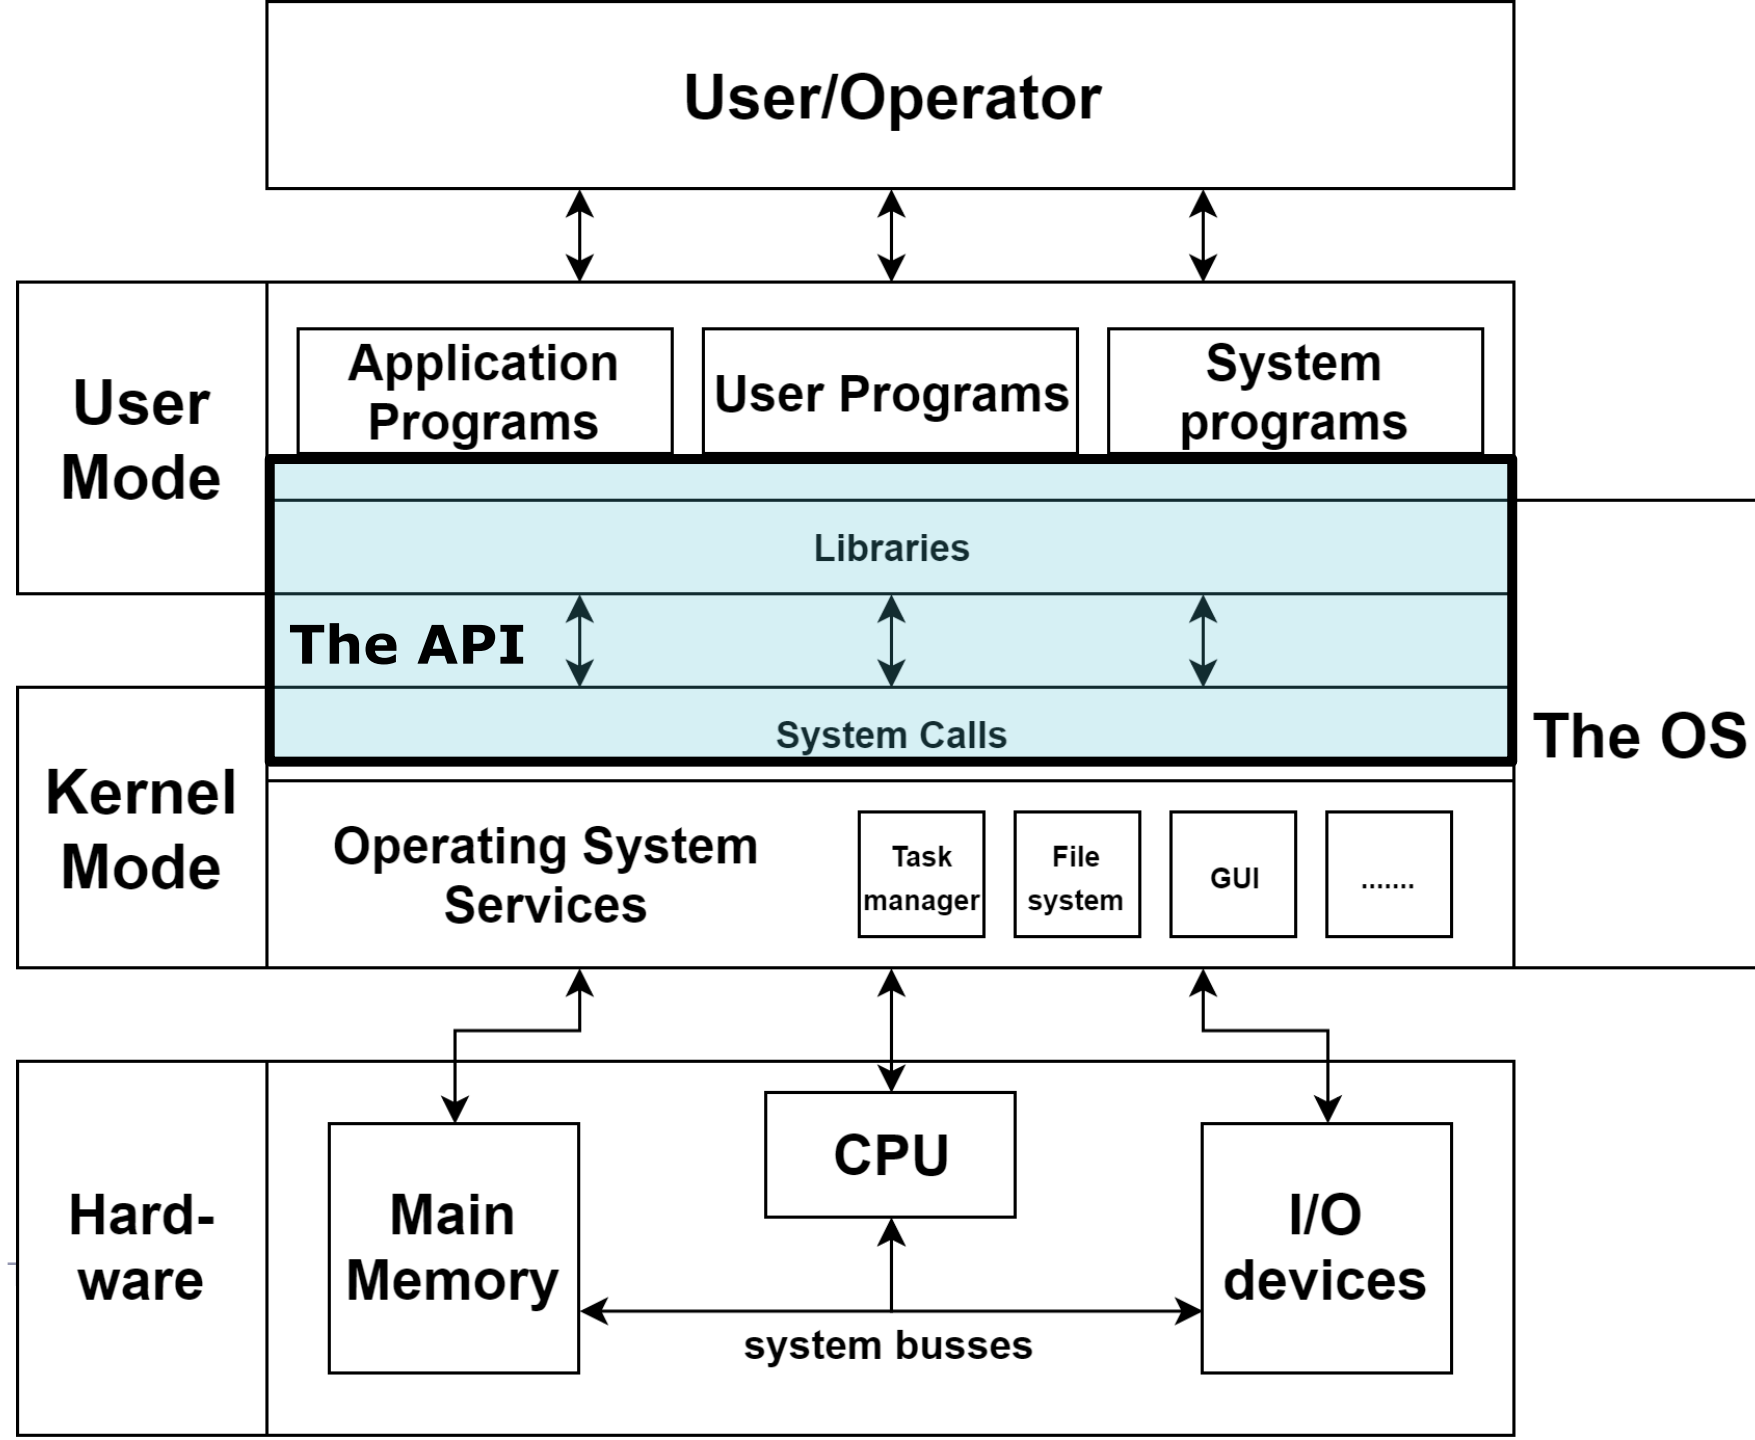 User/Operator
User
Mode
Application
Programs
User Programs
System
programs
Libraries
The API
System Calls
The OS
Kernel
Mode
Operating System
Services
Task
manager
File
system
GUI
.......
Hard-
ware
Main
Memory
CPU
I/O
devices
system busses